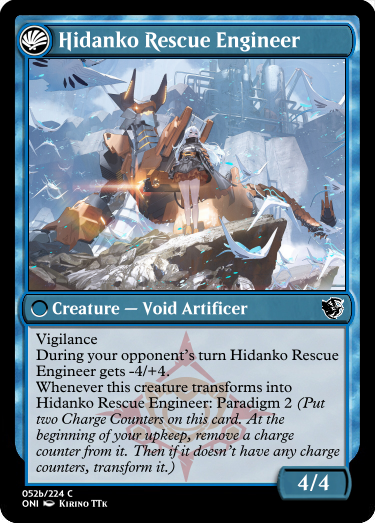 Hidanko Rescue Engineer
Creature — Void Artificer
Vigilance
During your opponent's turn Hidanko Rescue
Engineer gets -4/+4.
Whenever this creature transforms into
Hidanko Rescue Engineer: Paradigm 2 (Put
two Charge Counters on this card. At the
beginning of your upkeep, remove a charge
counter from it. Then if it doesn't have any charge
counters, transform it.)
4/4
052b/224 C
ONI Kirino TTk